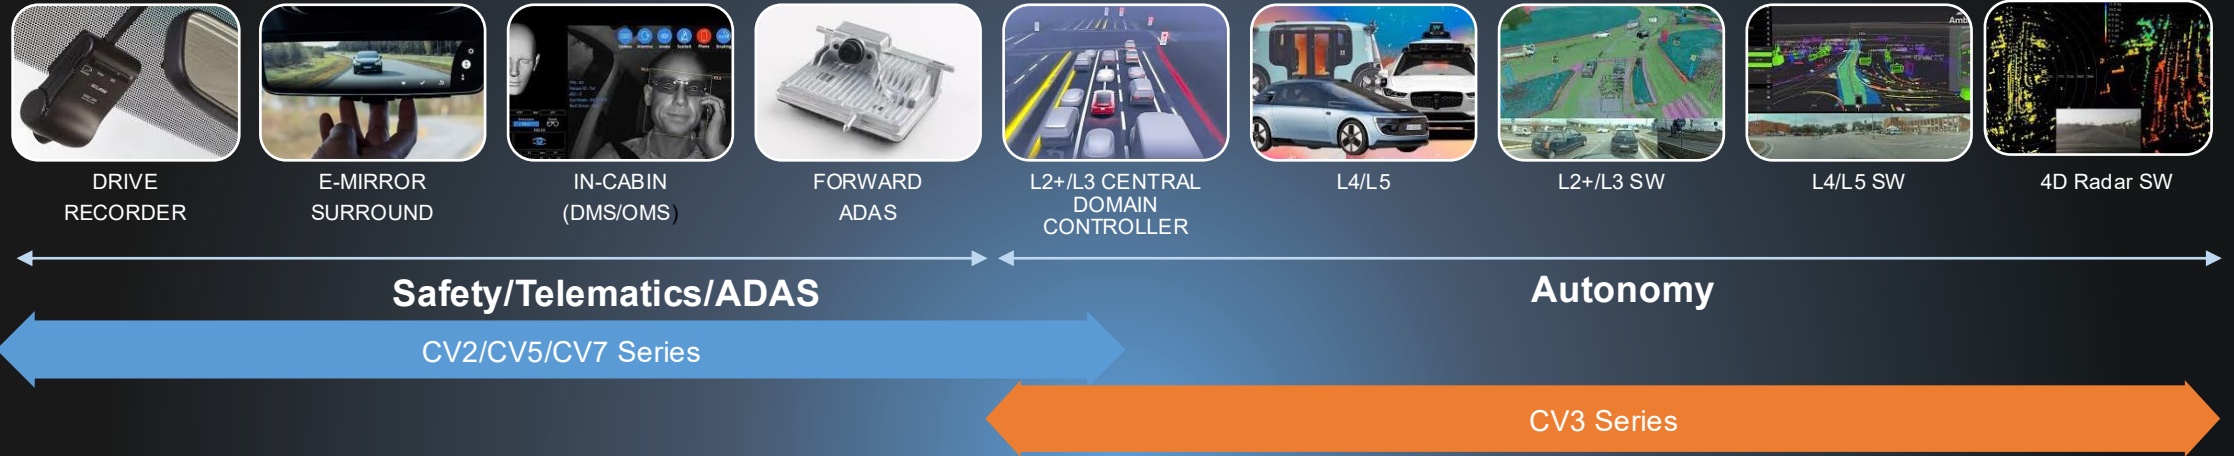 Amb
DRIVE
RECORDER
E-MIRROR
SURROUND
IN-CABIN
(DMS/OMS)
FORWARD
ADAS
L2+/L3 CENTRAL
DOMAIN
CONTROLLER
L4/L5
L2+/L3 SW
L4/L5 SW
4D Radar SW
Safety/Telematics/ADAS
Autonomy
CV2/CV5/CV7 Series
CV3 Series